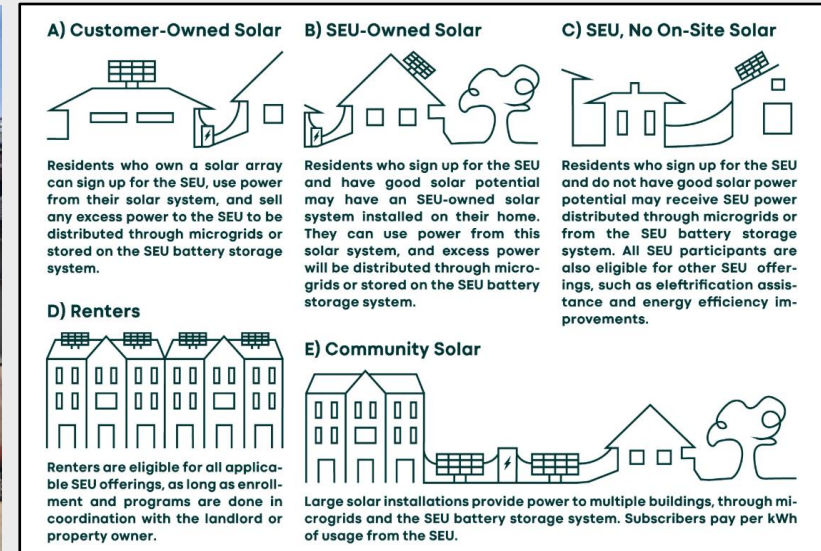 A) Customer-Owned Solar
Residents who own a solar array
can sign up for the SEU, use power
from their solar system, and sell
any excess power to the SEU to be
distributed through microgrids or
stored on the SEU battery storage
system.
B) SEU-Owned Solar
Residents who sign up for the SEU
and have good solar potential
may have an SEU-owned solar
system installed on their home.
They can use power from this
solar system, and excess power
will be distributed through micro-
grids or stored on the SEU battery
storage system.
C) SEU, No On-Site Solar
Residents who sign up for the SEU
and do not have good solar power
potential may receive SEU power
distributed through microgrids or
from the SEU battery storage
system. All SEU participants are
also eligible for other SEU offer-
ings, such as eleftrification assis-
tance and energy efficiency im-
provements.
D) Renters
Renters are eligible for all applica-
ble SEU offerings, as long as enroll-
ment and programs are done in
coordination with the landlord or
property owner.
E) Community Solar
Large solar installations provide power to multiple buildings, through mi-
crogrids and the SEU battery storage system. Subscribers pay per kWh
of usage from the SEU.